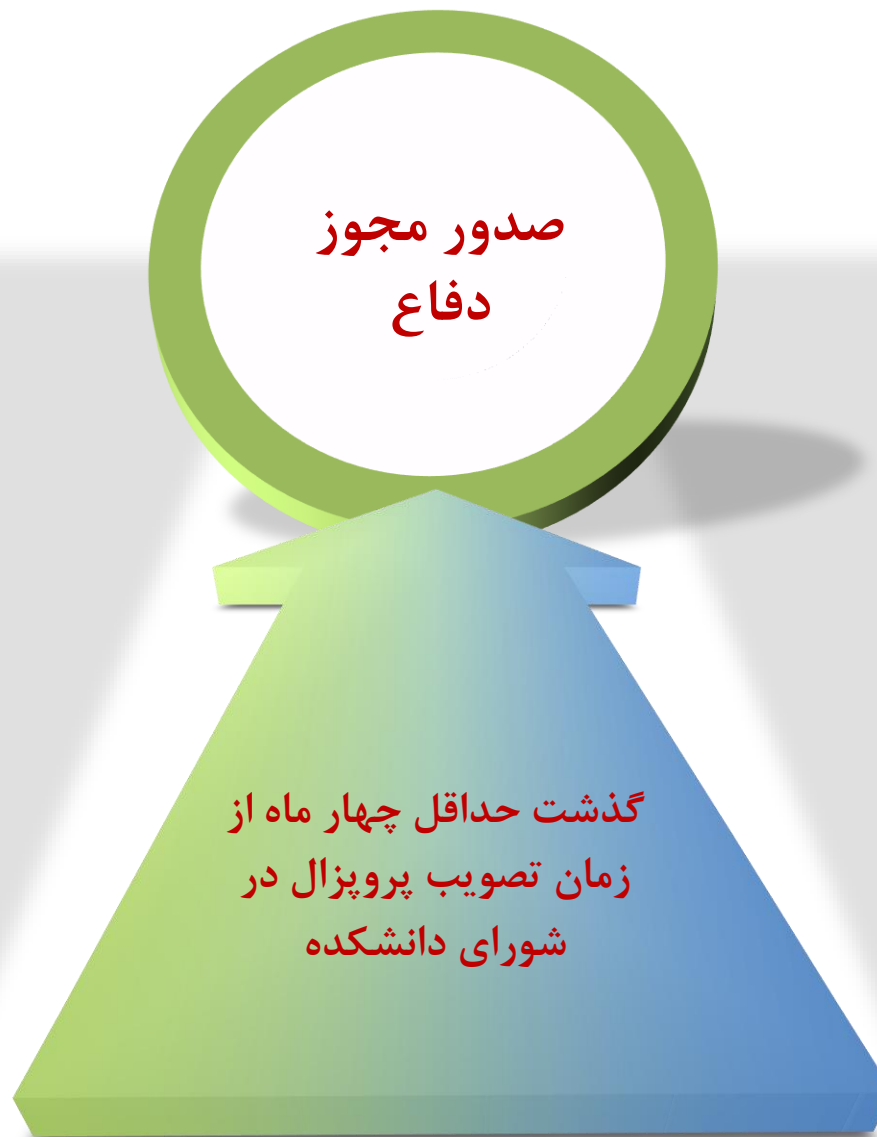 صدور مجوز
دفاع
گذشت حداقل چهار ماه از
زمان تصویب پروپزال در
شورای دانشکده